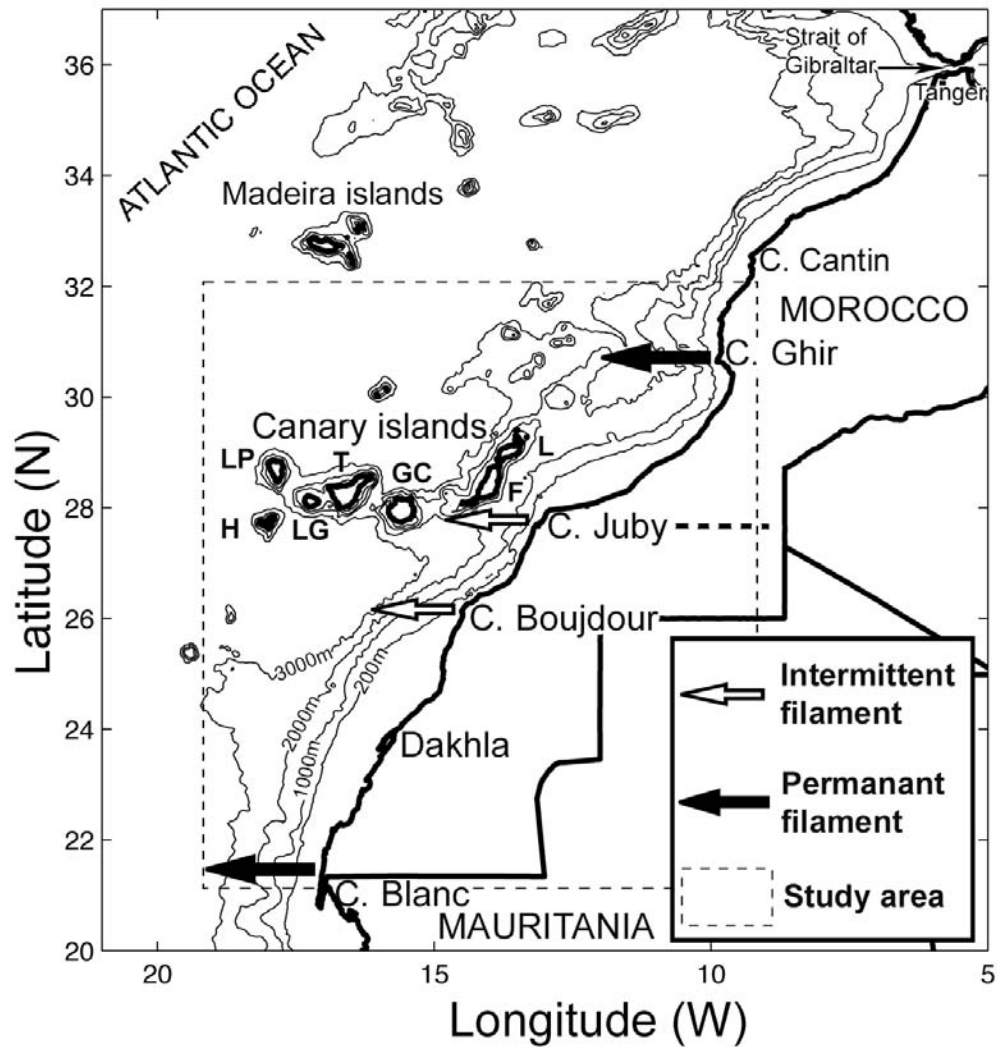 ATLANTIC OCEAN
Strait of
Gibraltar
Tanger
Madeira islands
C. Cantin
MOROCCO
C. Ghir
Canary islands
LP
T
GC
L
F
H
LG
C. Juby
C. Boujdour
3000m
2000m
1000m
200m
Dakhla
C. Blanc
MAURITANIA
Intermittent
filament
Permanant
filament
Study area
36
34
32
30
28
26
24
22
20
Latitude (N)
20
15
10
5
Longitude (W)